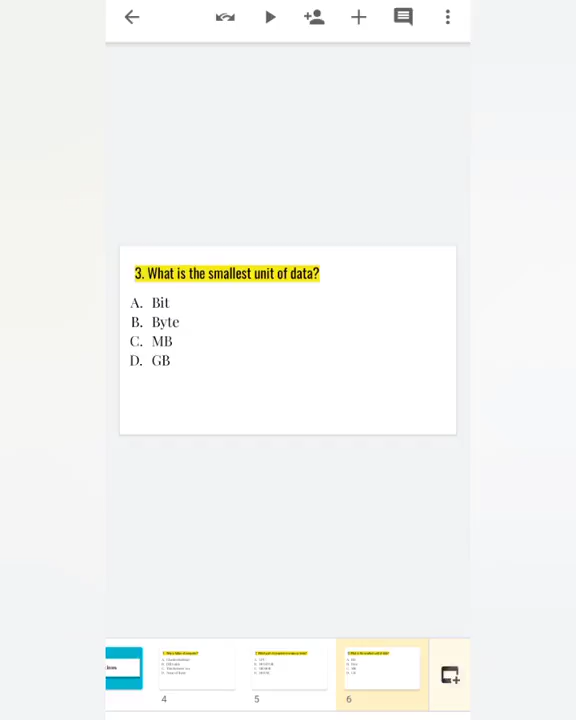 3. What is the smallest unit of data?
A. Bit
B. Byte
C. MB
D. GB
4
5
6